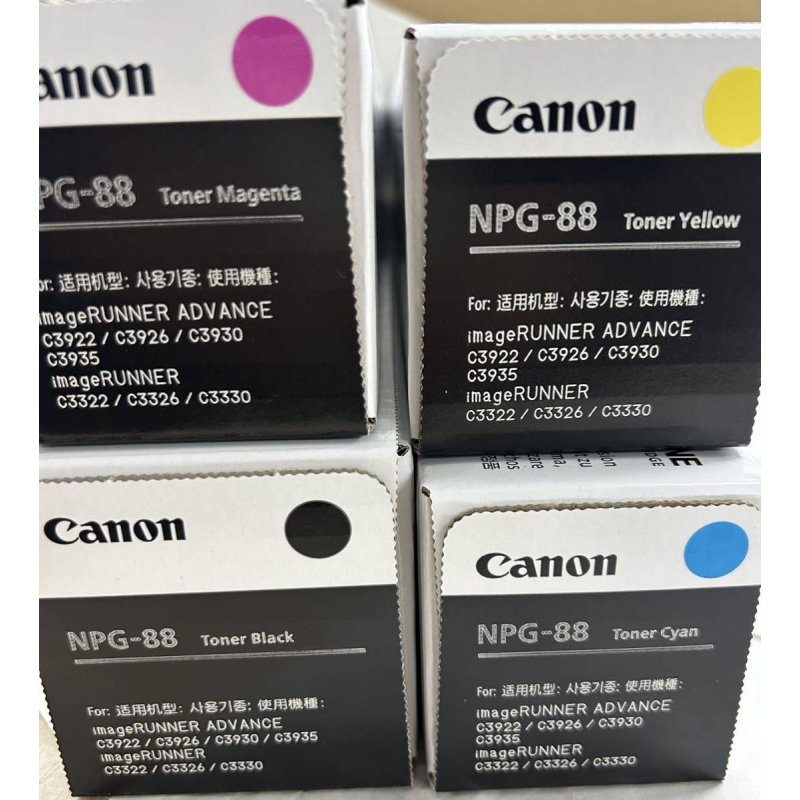 Canon
NPG-88 Toner Magenta
For: 适用机型: 사용기종: 使用機種:
imageRUNNER ADVANCE
C3922 / C3926 / C3930
C3935
imageRUNNER
C3322 / C3326 / C3330
Canon
NPG-88 Toner Yellow
For: 适用机型: 사용기종: 使用機種:
imageRUNNER ADVANCE
C3922 / C3926 / C3930
C3935
imageRUNNER
C3322 / C3326 / C3330
Canon
NPG-88 Toner Black
For: 适用机型: 사용기종: 使用機種:
imageRUNNER ADVANCE
C3922 / C3926 / C3930 / C3935
imageRUNNER
C3322 / C3326 / C3330
Canon
NPG-88 Toner Cyan
For: 适用机型: 사용기종: 使用機種:
imageRUNNER ADVANCE
C3922 / C3926 / C3930
C3935
imageRUNNER
C3322 / C3326 / C3330